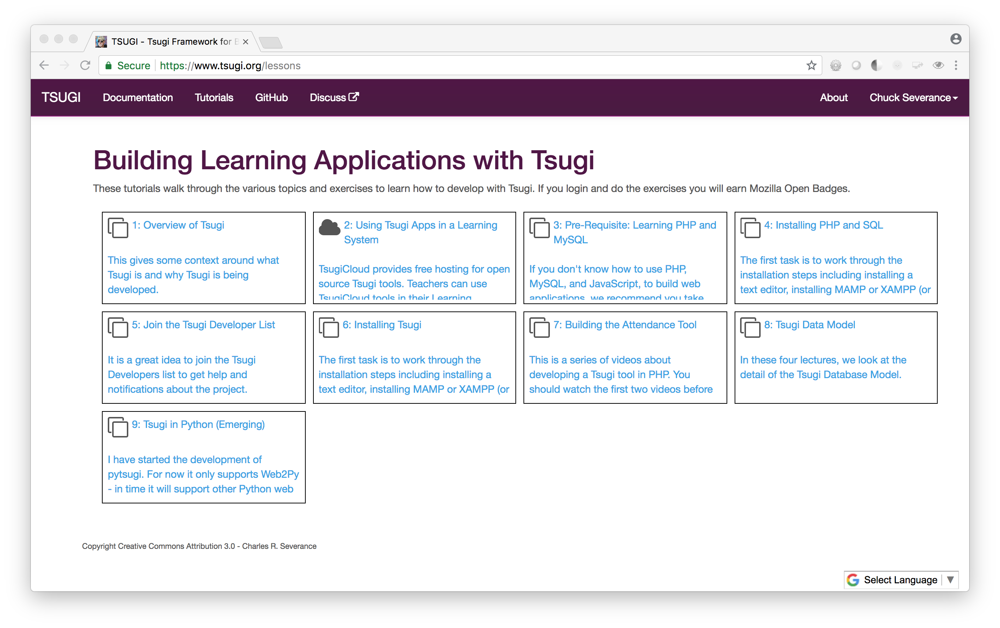 TSUGI - Tsugi Framework for
Secure https://www.tsugi.org/lessons
TSUGI Documentation Tutorials GitHub Discuss About Chuck Severance
Building Learning Applications with Tsugi
These tutorials walk through the various topics and exercises to learn how to develop with Tsugi. If you login and do the exercises you will earn Mozilla Open Badges.
1: Overview of Tsugi
This gives some context around what
Tsugi is and why Tsugi is being
developed.
2: Using Tsugi Apps in a Learning
System
TsugiCloud provides free hosting for open
source Tsugi tools. Teachers can use
TsugiCloud tools in their Learning
3: Pre-Requisite: Learning PHP and
MySQL
If you don't know how to use PHP,
MySQL, and JavaScript, to build web
applications, we recommend you take
4: Installing PHP and SQL
The first task is to work through the
installation steps including installing a
text editor, installing MAMP or XAMPP (or
5: Join the Tsugi Developer List
It is a great idea to join the Tsugi
Developers list to get help and
notifications about the project.
6: Installing Tsugi
The first task is to work through the
installation steps including installing a
text editor, installing MAMP or XAMPP (or
7: Building the Attendance Tool
This is a series of videos about
developing a Tsugi tool in PHP. You
should watch the first two videos before
8: Tsugi Data Model
In these four lectures, we look at the
detail of the Tsugi Database Model.
9: Tsugi in Python (Emerging)
I have started the development of
pytsugi. For now it only supports Web2Py
- in time it will support other Python web
Copyright Creative Commons Attribution 3.0 - Charles R. Severance
Select Language